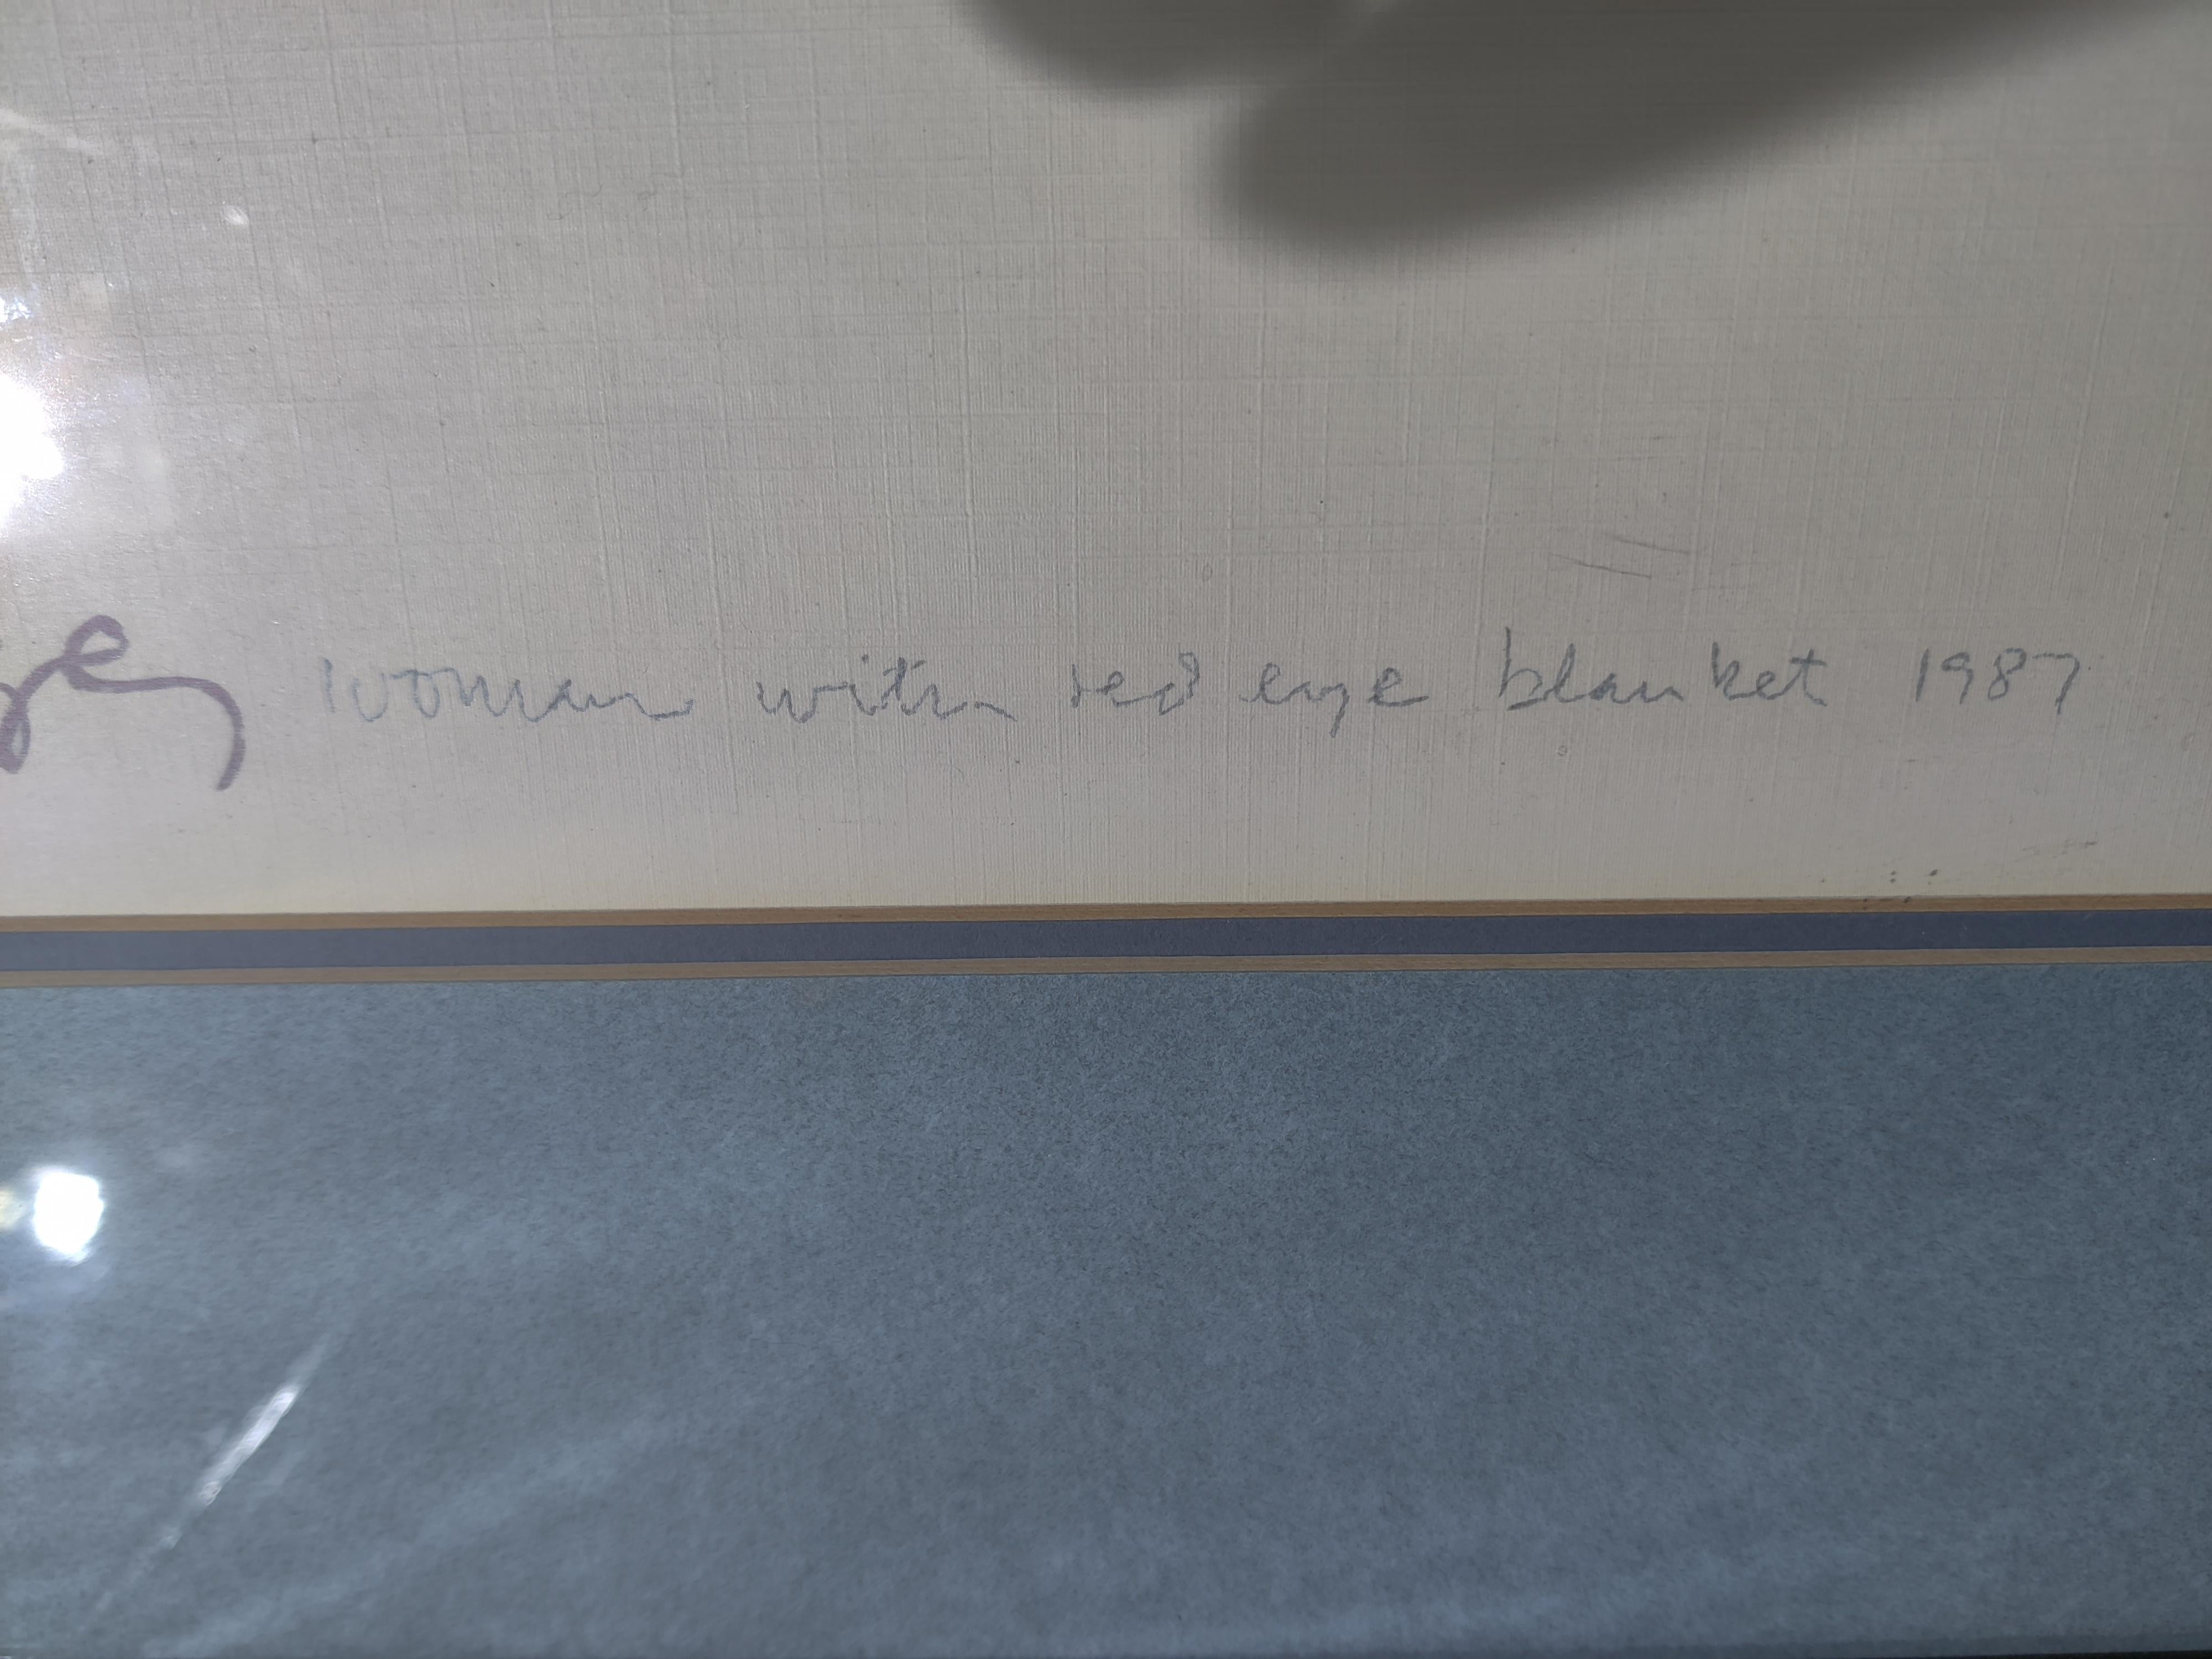 woman with red eye blanket 1987